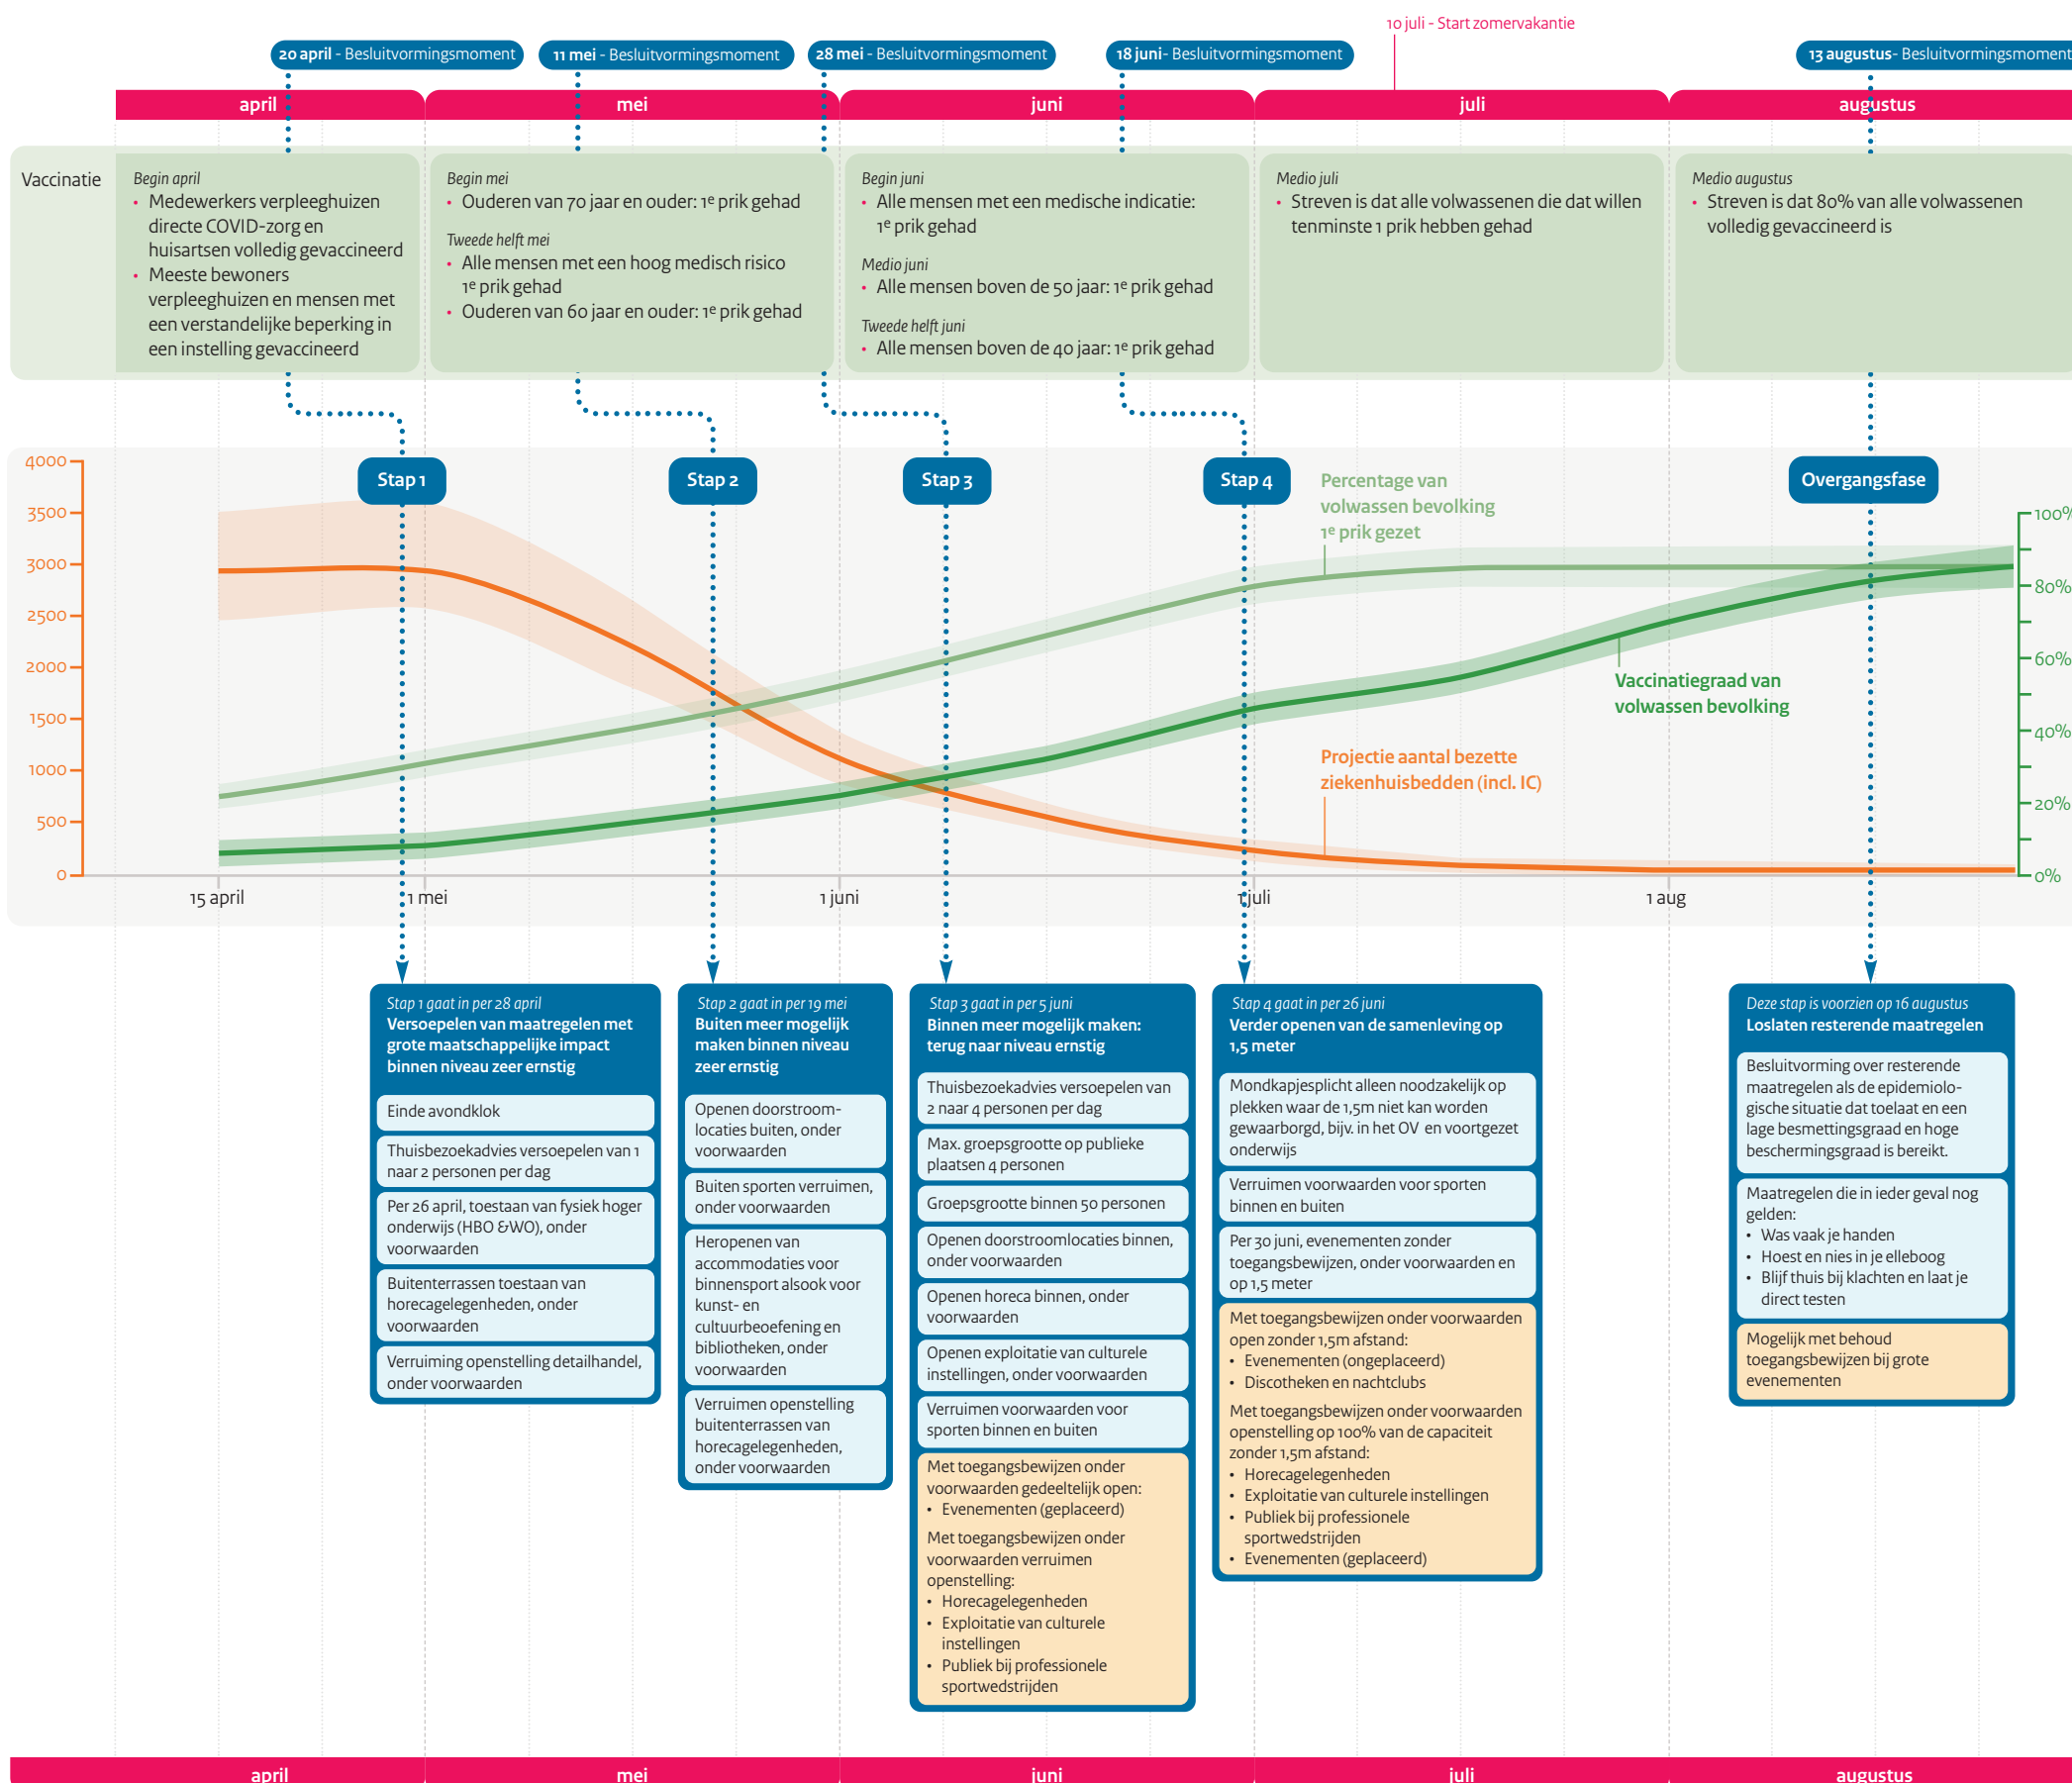 10 juli - Start zomervakantie
20 april - Besluitvormingsmoment
11 mei - Besluitvormingsmoment
28 mei - Besluitvormingsmoment
18 juni- Besluitvormingsmoment
13 augustus- Besluitvormingsmoment
april
mei
juni
juli
augustus
Vaccinatie
Begin april
• Medewerkers verpleeghuizen
directe COVID-zorg en
huisartsen volledig gevaccineerd
• Meeste bewoners
verpleeghuizen en mensen met
een verstandelijke beperking in
een instelling gevaccineerd
Begin mei
• Ouderen van 70 jaar en ouder: 1e prik gehad
Tweede helft mei
• Alle mensen met een hoog medisch risico
1e prik gehad
• Ouderen van 60 jaar en ouder: 1e prik gehad
Begin juni
• Alle mensen met een medische indicatie:
1e prik gehad
Medio juni
• Alle mensen boven de 50 jaar: 1e prik gehad
Tweede helft juni
• Alle mensen boven de 40 jaar: 1e prik gehad
Medio juli
• Streven is dat alle volwassenen die dat willen
tenminste 1 prik hebben gehad
Medio augustus
• Streven is dat 80% van alle volwassenen
volledig gevaccineerd is
Stap 1
Stap 2
Stap 3
Stap 4
Overgangsfase
4000
3500
3000
2500
2000
1500
1000
500
0
Percentage van
volwassen bevolking
1e prik gezet
Vaccinatiegraad van
volwassen bevolking
Projectie aantal bezette
ziekenhuisbedden (incl. IC)
100%
80%
60%
40%
20%
0%
15 april
1 mei
1 juni
1 juli
1 aug
Stap 1 gaat in per 28 april
Versoepelen van maatregelen met
grote maatschappelijke impact
binnen niveau zeer ernstig
Einde avondklok
Thuisbezoekadvies versoepelen van 1
naar 2 personen per dag
Per 26 april, toestaan van fysiek hoger
onderwijs (HBO &WO), onder
voorwaarden
Buitenterrassen toestaan van
horecagelegenheden, onder
voorwaarden
Verruiming openstelling detailhandel,
onder voorwaarden
Stap 2 gaat in per 19 mei
Buiten meer mogelijk
maken binnen niveau
zeer ernstig
Openen doorstroom-
locaties buiten, onder
voorwaarden
Buiten sporten verruimen,
onder voorwaarden
Heropenen van
accommodaties voor
binnensport alsook voor
kunst- en
cultuurbeoefening en
bibliotheken, onder
voorwaarden
Verruimen openstelling
buitenterrassen van
horecagelegenheden,
onder voorwaarden
Stap 3 gaat in per 5 juni
Binnen meer mogelijk maken:
terug naar niveau ernstig
Thuisbezoekadvies versoepelen van
2 naar 4 personen per dag
Max. groepsgrootte op publieke
plaatsen 4 personen
Groepsgrootte binnen 50 personen
Openen doorstroomlocaties binnen,
onder voorwaarden
Openen horeca binnen, onder
voorwaarden
Openen exploitatie van culturele
instellingen, onder voorwaarden
Verruimen voorwaarden voor
sporten binnen en buiten
Met toegangsbewijzen onder
voorwaarden gedeeltelijk open:
• Evenementen (geplaceerd)
Met toegangsbewijzen onder
voorwaarden verruimen
openstelling:
• Horecagelegenheden
• Exploitatie van culturele
instellingen
• Publiek bij professionele
sportwedstrijden
Stap 4 gaat in per 26 juni
Verder openen van de samenleving op
1,5 meter
Mondkapjesplicht alleen noodzakelijk op
plekken waar de 1,5m niet kan worden
gewaarborgd, bijv. in het OV en voortgezet
onderwijs
Verruimen voorwaarden voor sporten
binnen en buiten
Per 30 juni, evenementen zonder
toegangsbewijzen, onder voorwaarden en
op 1,5 meter
Met toegangsbewijzen onder voorwaarden
open zonder 1,5m afstand:
• Evenementen (ongeplaceerd)
• Discotheken en nachtclubs
Met toegangsbewijzen onder voorwaarden
openstelling op 100% van de capaciteit
zonder 1,5m afstand:
• Horecagelegenheden
• Exploitatie van culturele instellingen
• Publiek bij professionele
sportwedstrijden
• Evenementen (geplaceerd)
Deze stap is voorzien op 16 augustus
Loslaten resterende maatregelen
Besluitvorming over resterende
maatregelen als de epidemiolo-
gische situatie dat toelaat en een
lage besmettingsgraad en hoge
beschermingsgraad is bereikt.
Maatregelen die in ieder geval nog
gelden:
• Was vaak je handen
• Hoest en nies in je elleboog
• Blijf thuis bij klachten en laat je
direct testen
Mogelijk met behoud
toegangsbewijzen bij grote
evenementen
april
mei
juni
juli
augustus